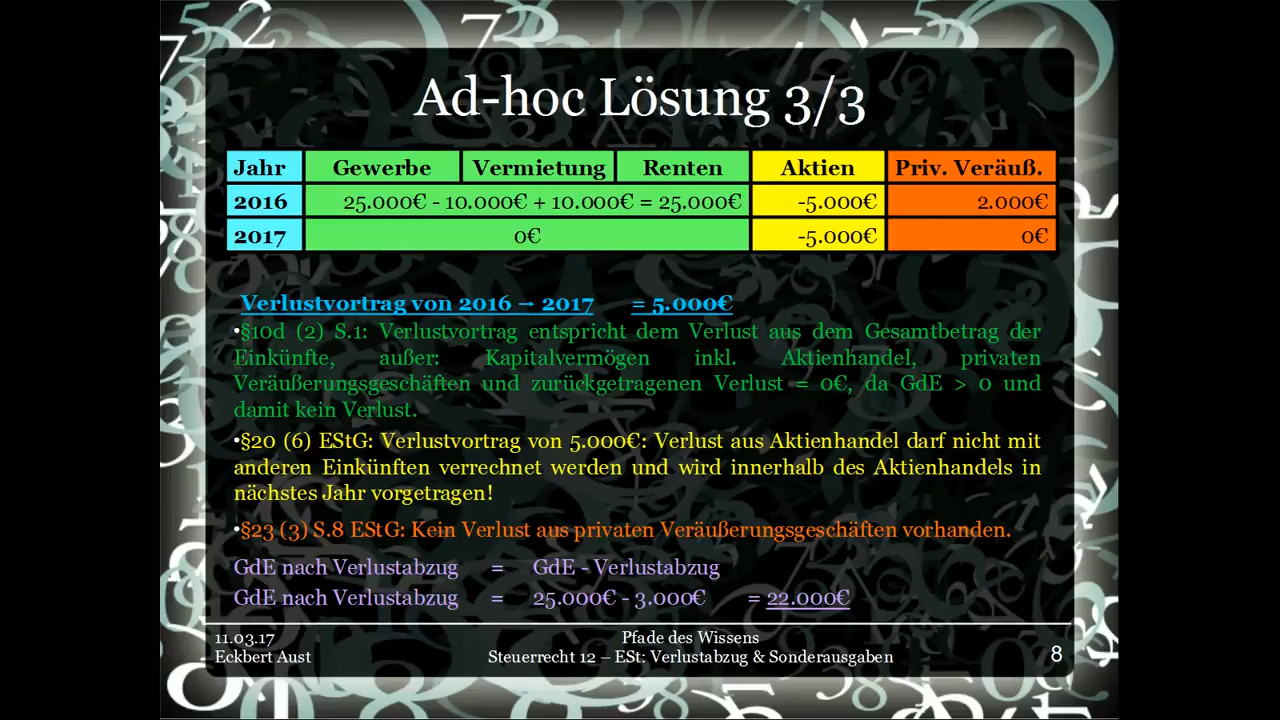 Ad-hoc Lösung 3/3
Jahr Gewerbe Vermietung Renten Aktien Priv. Veräuß.
2016 25.000€ - 10.000€ + 10.000€ = 25.000€ -5.000€ 2.000€
2017 0€ -5.000€ 0€
Verlustvortrag von 2016 → 2017 = 5.000€
•§10d (2) S.1: Verlustvortrag entspricht dem Verlust aus dem Gesamtbetrag der
Einkünfte, außer: Kapitalvermögen inkl. Aktienhandel, privaten
Veräußerungsgeschäften und zurückgetragenen Verlust = 0€, da GdE > 0 und
damit kein Verlust.
•§20 (6) EStG: Verlustvortrag von 5.000€: Verlust aus Aktienhandel darf nicht mit
anderen Einkünften verrechnet werden und wird innerhalb des Aktienhandels in
nächstes Jahr vorgetragen!
•§23 (3) S.8 EStG: Kein Verlust aus privaten Veräußerungsgeschäften vorhanden.
GdE nach Verlustabzug = GdE - Verlustabzug
GdE nach Verlustabzug = 25.000€ - 3.000€ = 22.000€
11.03.17 Pfade des Wissens
Eckbert Aust Steuerrecht 12 – ESt: Verlustabzug & Sonderausgaben 8